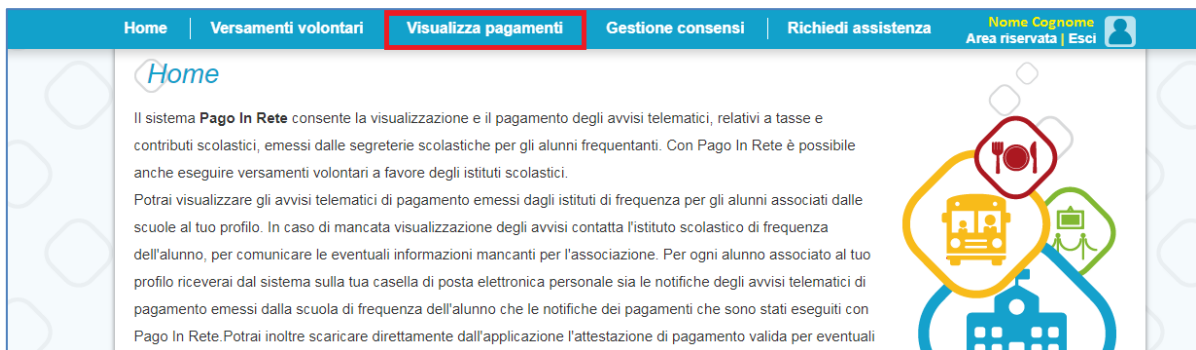 Home Versamenti volontari Visualizza pagamenti Gestione consensi Richiedi assistenza Nome Cognome
Area riservata | Esci
Home
Il sistema Pago In Rete consente la visualizzazione e il pagamento degli avvisi telematici, relativi a tasse e
contributi scolastici, emessi dalle segreterie scolastiche per gli alunni frequentanti. Con Pago In Rete è possibile
anche eseguire versamenti volontari a favore degli istituti scolastici.
Potrai visualizzare gli avvisi telematici di pagamento emessi dagli istituti di frequenza per gli alunni associati dalle
scuole al tuo profilo. In caso di mancata visualizzazione degli avvisi contatta l'istituto scolastico di frequenza
dell'alunno, per comunicare le eventuali informazioni mancanti per l'associazione. Per ogni alunno associato al tuo
profilo riceverai dal sistema sulla tua casella di posta elettronica personale sia le notifiche degli avvisi telematici di
pagamento emessi dalla scuola di frequenza dell'alunno che le notifiche dei pagamenti che sono stati eseguiti con
Pago In Rete.Potrai inoltre scaricare direttamente dall'applicazione l'attestazione di pagamento valida per eventuali